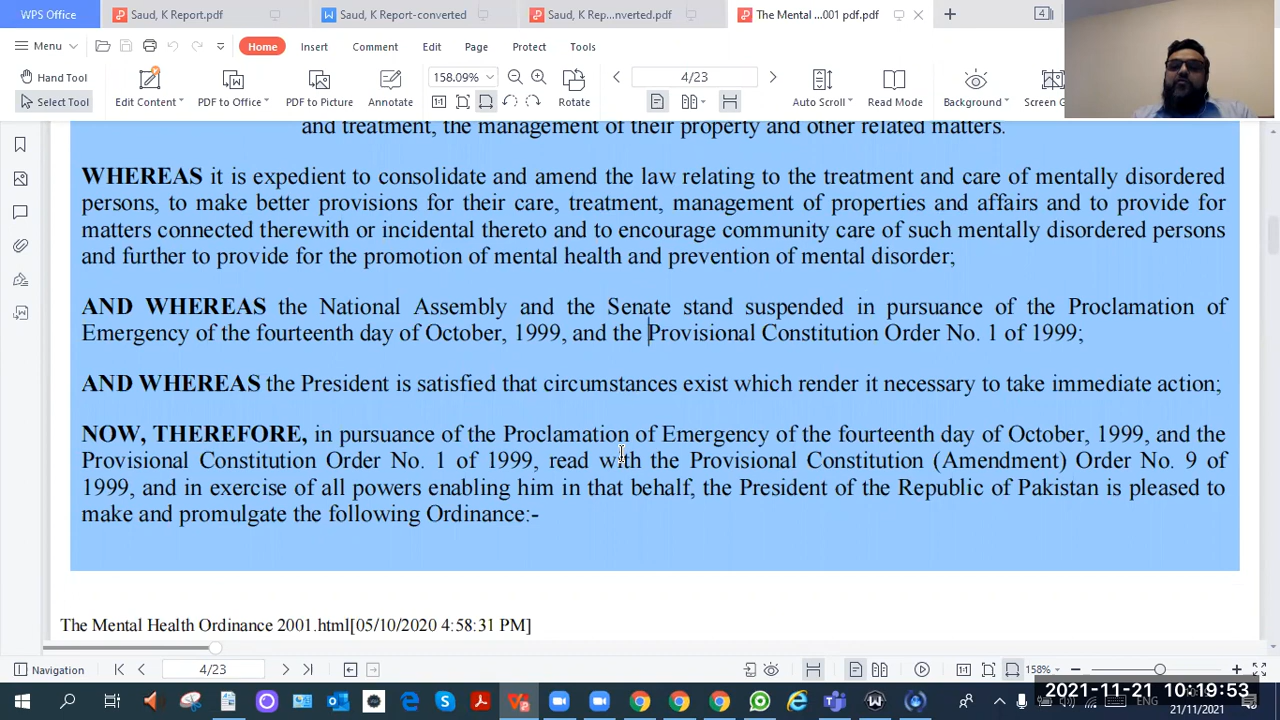 WPS Office
Saud, K Report.pdf
Saud, K Report-converted
Saud, K Rep...nverted.pdf
The Mental ...001 pdf.pdf
4
Menu
Home
Insert
Comment
Edit
Page
Protect
Tools
Hand Tool
Select Tool
Edit Content
PDF to Office
PDF to Picture
Annotate
158.09%
Rotate
4/23
Auto Scroll
Read Mode
Background
Screen G
and treatment, the management of their property and other related matters.
WHEREAS it is expedient to consolidate and amend the law relating to the treatment and care of mentally disordered
persons, to make better provisions for their care, treatment, management of properties and affairs and to provide for
matters connected therewith or incidental thereto and to encourage community care of such mentally disordered persons
and further to provide for the promotion of mental health and prevention of mental disorder;
AND WHEREAS the National Assembly and the Senate stand suspended in pursuance of the Proclamation of
Emergency of the fourteenth day of October, 1999, and the Provisional Constitution Order No. 1 of 1999;
AND WHEREAS the President is satisfied that circumstances exist which render it necessary to take immediate action;
NOW, THEREFORE, in pursuance of the Proclamation of Emergency of the fourteenth day of October, 1999, and the
Provisional Constitution Order No. 1 of 1999, read with the Provisional Constitution (Amendment) Order No. 9 of
1999, and in exercise of all powers enabling him in that behalf, the President of the Republic of Pakistan is pleased to
make and promulgate the following Ordinance:-
The Mental Health Ordinance 2001.html[05/10/2020 4:58:31 PM]
Navigation
4/23
158%
ENG
2021-11-21 10:19:53
21/11/2021